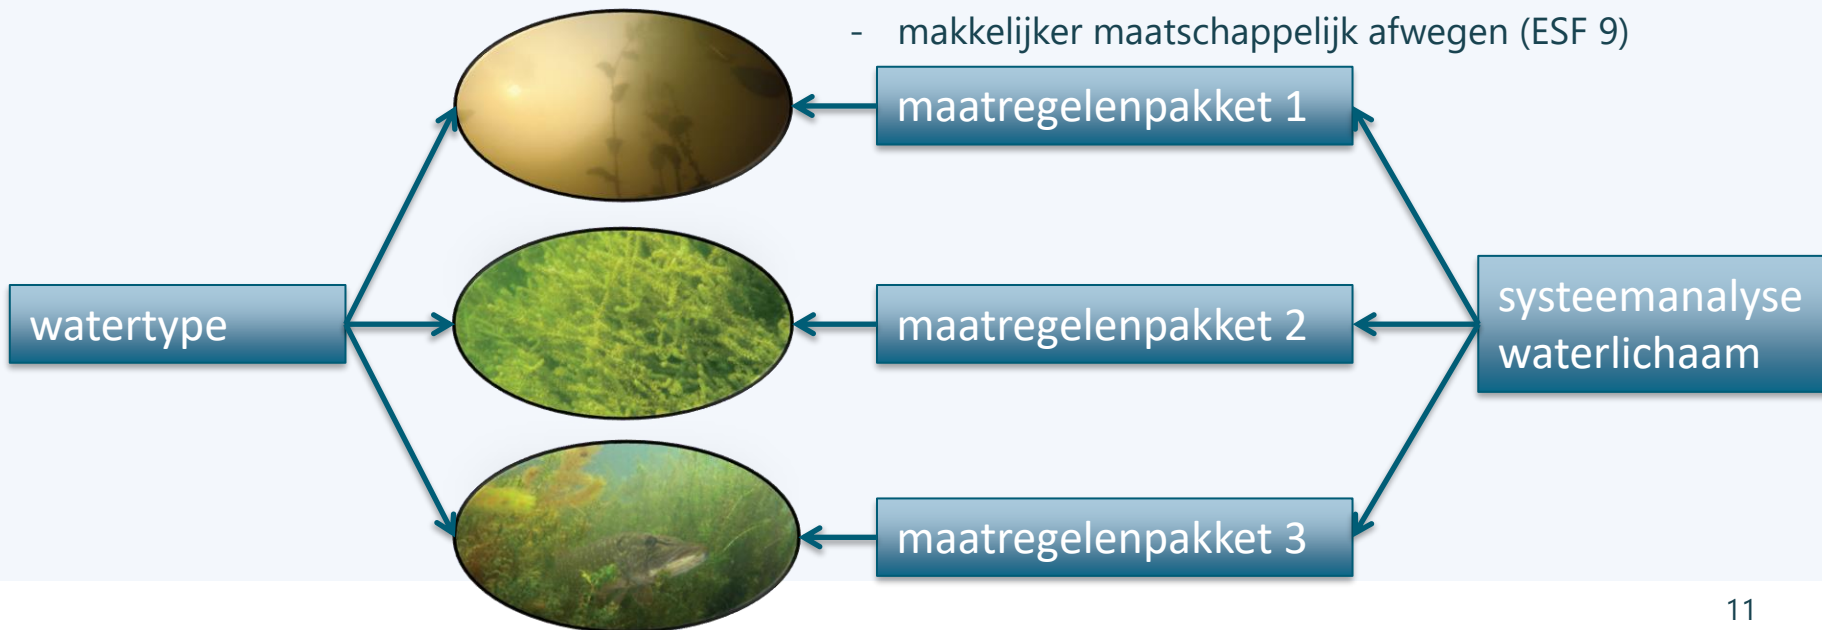 - makkelijker maatschappelijk afwegen (ESF 9)
maatregelenpakket 1
watertype
maatregelenpakket 2
systeemanalyse
waterlichaam
maatregelenpakket 3
11